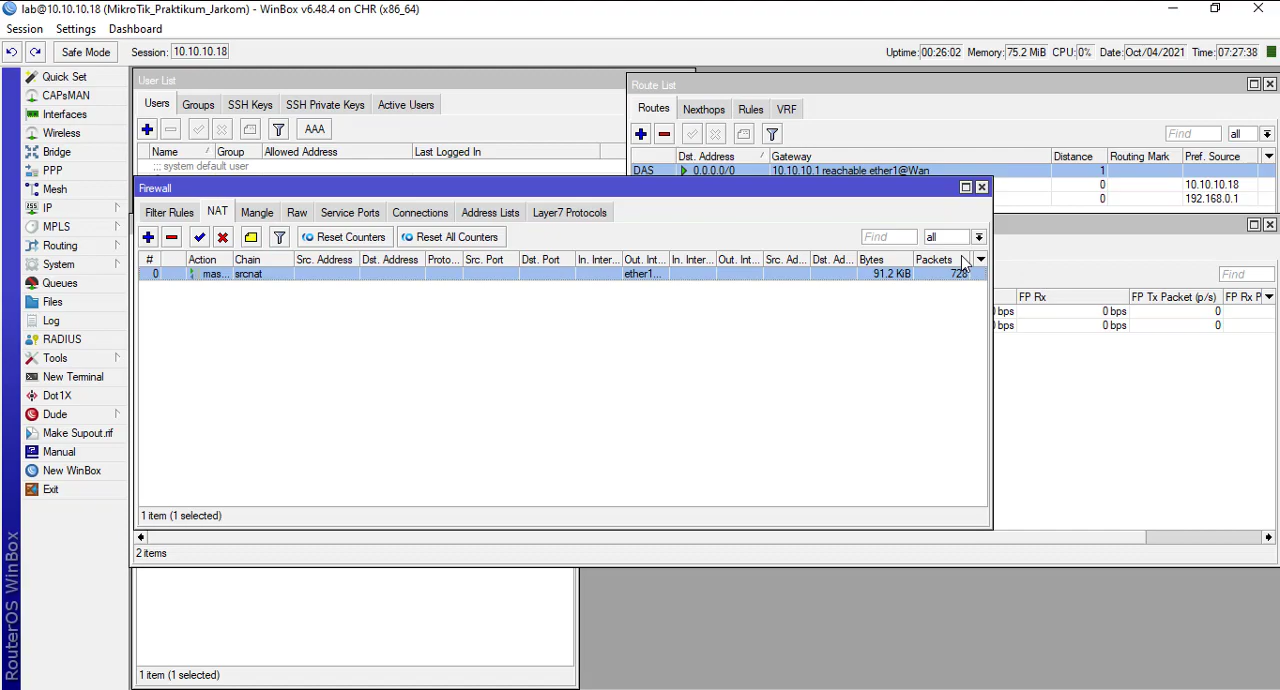 lab@10.10.10.18 (MikroTik_Praktikum_Jarkom) - WinBox v6.48.4 on CHR (x86_64)
Session Settings Dashboard
Safe Mode Session: 10.10.10.18 Uptime: 00:26:02 Memory: 75.2 MiB CPU: 0% Date: Oct/04/2021 Time: 07:27:38
Quick Set
CAPsMAN
Interfaces
Wireless
Bridge
PPP
Mesh
IP
MPLS
Routing
System
Queues
Files
Log
RADIUS
Tools
New Terminal
Dot1X
Dude
Make Supout.rif
Manual
New WinBox
Exit
RouterOS WinBox
User List
Users Groups SSH Keys SSH Private Keys Active Users
AAA
Name / Group Allowed Address Last Logged In
::: system default user
Route List
Routes Nexthops Rules VRF
Find all
Dst. Address / Gateway Distance Routing Mark Pref. Source
DAS 0.0.0.0/0 10.10.10.1 reachable ether1@Wan 1
0 10.10.10.18
0 192.168.0.1
Firewall
Filter Rules NAT Mangle Raw Service Ports Connections Address Lists Layer7 Protocols
Reset Counters Reset All Counters Find all
# Action Chain Src. Address Dst. Address Proto... Src. Port Dst. Port In. Inter... Out. Int... In. Inter... Out. Int... Src. Ad... Dst. Ad... Bytes Packets
0 mas... srcnat ether1... 91.2 KiB 728
1 item (1 selected)
Find
FP Rx FP Tx Packet (p/s) FP Rx P
0 bps 0 bps 0
0 bps 0 bps 0
2 items
1 item (1 selected)